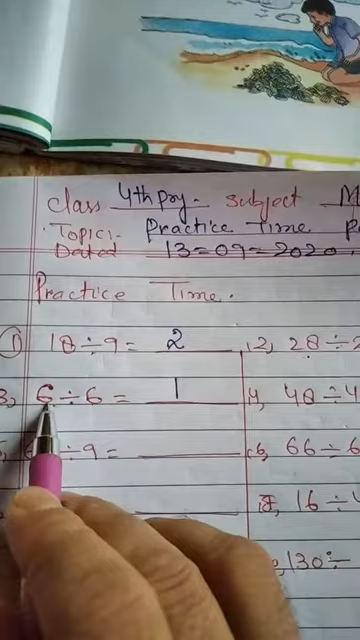 Class 4th pry. Subject M
Topic:- Practice Time.
Dated 13=09=2020.
Practice Time.
① 18÷9= 2 2, 28÷2
3, 6÷6= 1 4, 48÷4
÷9= 6, 66÷6
8, 16÷
130÷